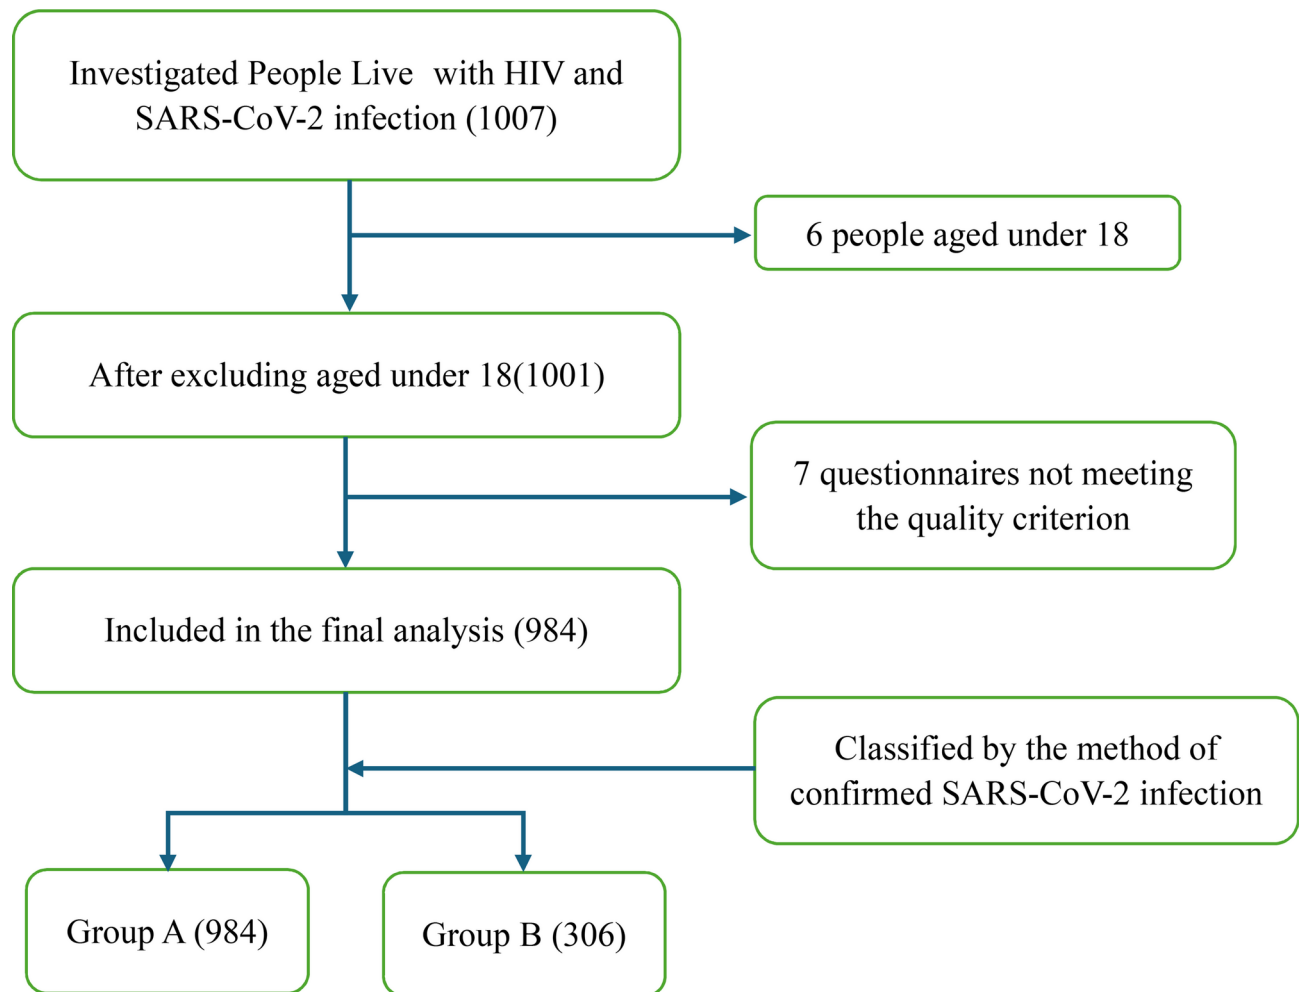 Investigated People Live with HIV and
SARS-CoV-2 infection (1007)
6 people aged under 18
After excluding aged under 18(1001)
7 questionnaires not meeting
the quality criterion
Included in the final analysis (984)
Classified by the method of
confirmed SARS-CoV-2 infection
Group A (984)
Group B (306)